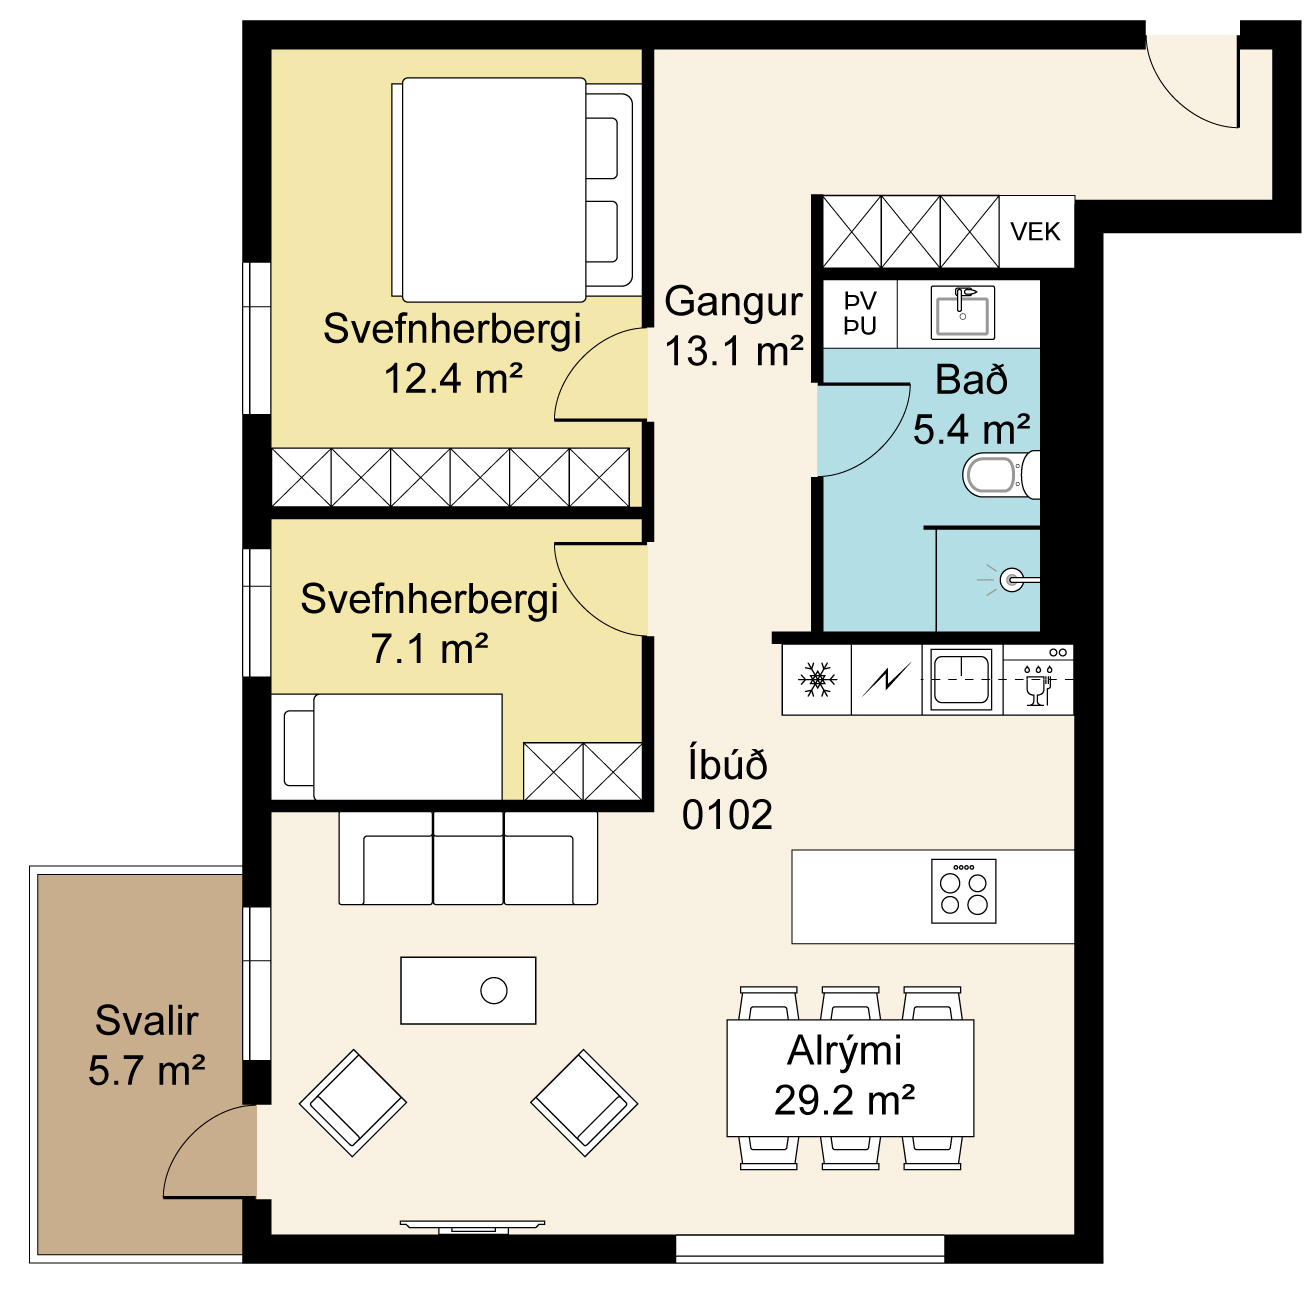 VEK
Gangur
13.1 m²
ÞV
ÞU
Svefnherbergi
12.4 m²
Bað
5.4 m²
Svefnherbergi
7.1 m²
Íbúð
0102
Svalir
5.7 m²
Alrými
29.2 m²